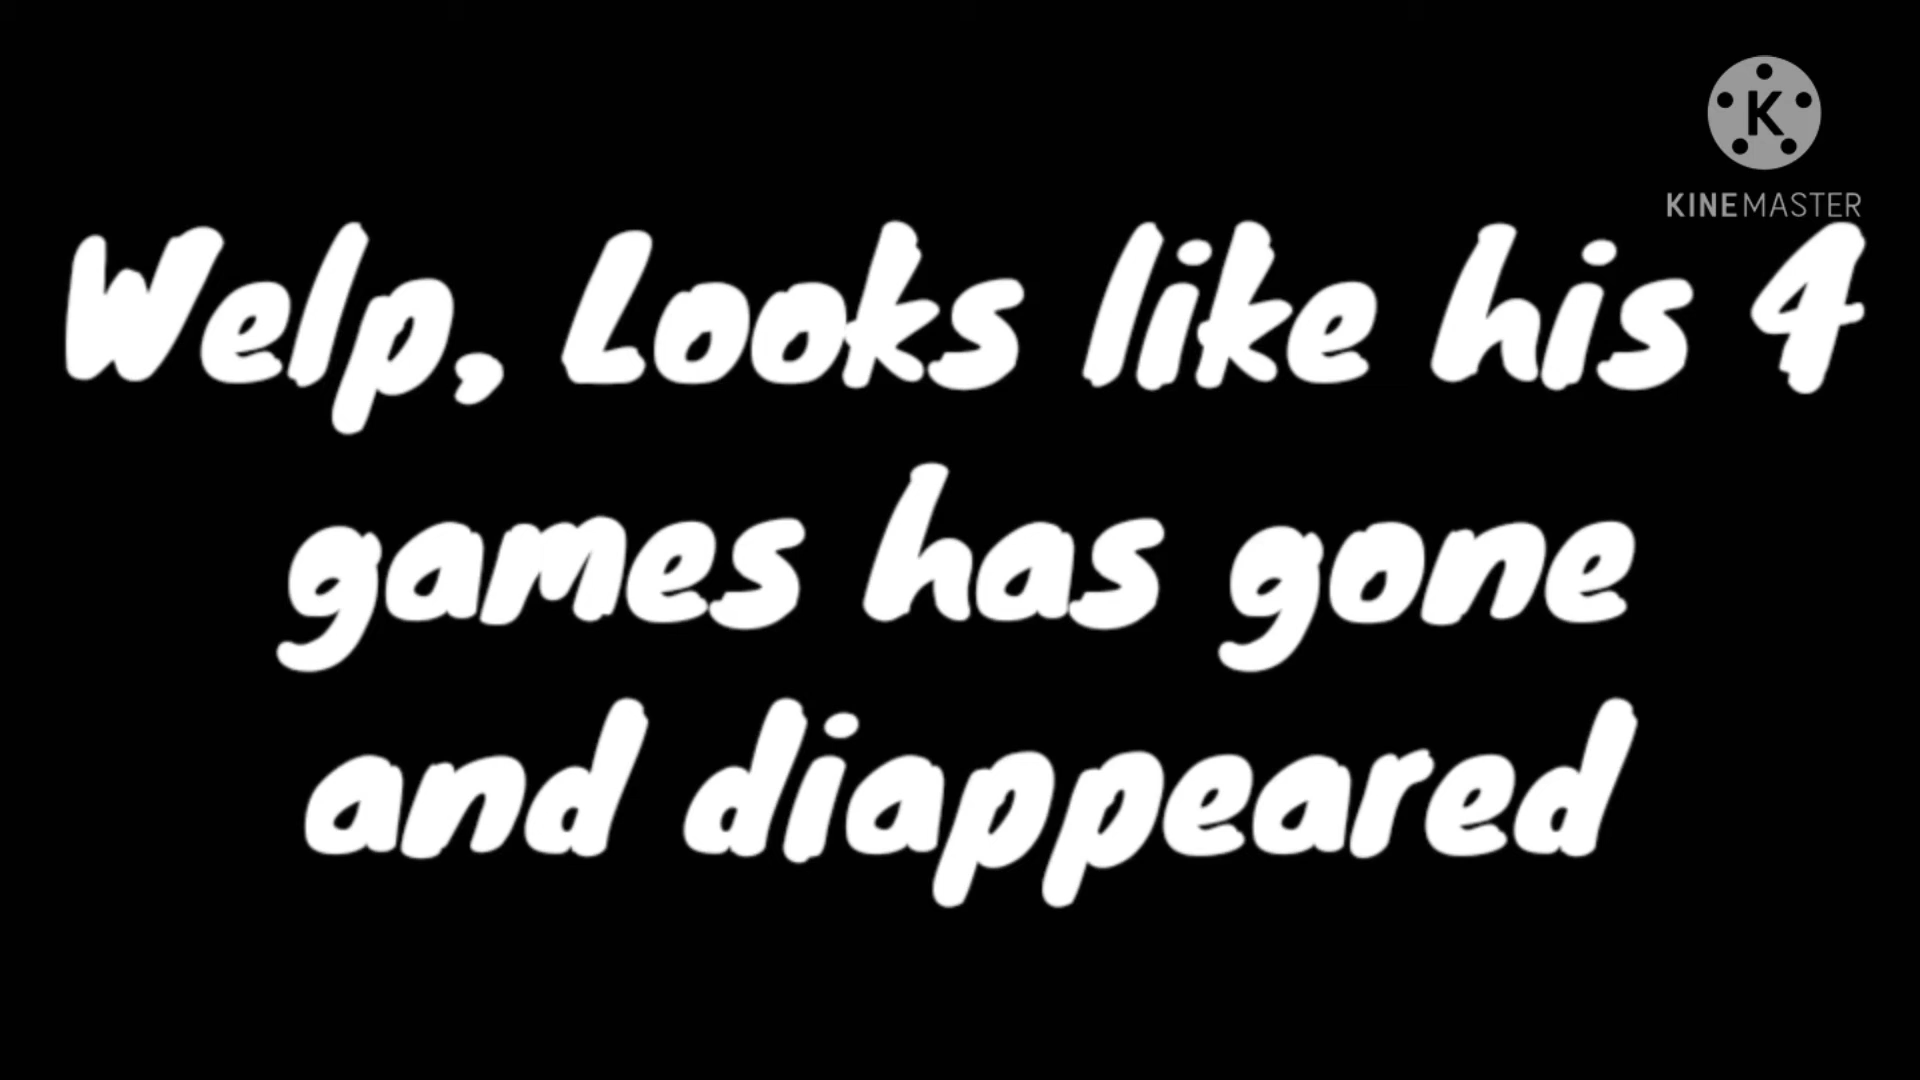 K
KINEMASTER
Welp, Looks like his 4
games has gone
and diappeared